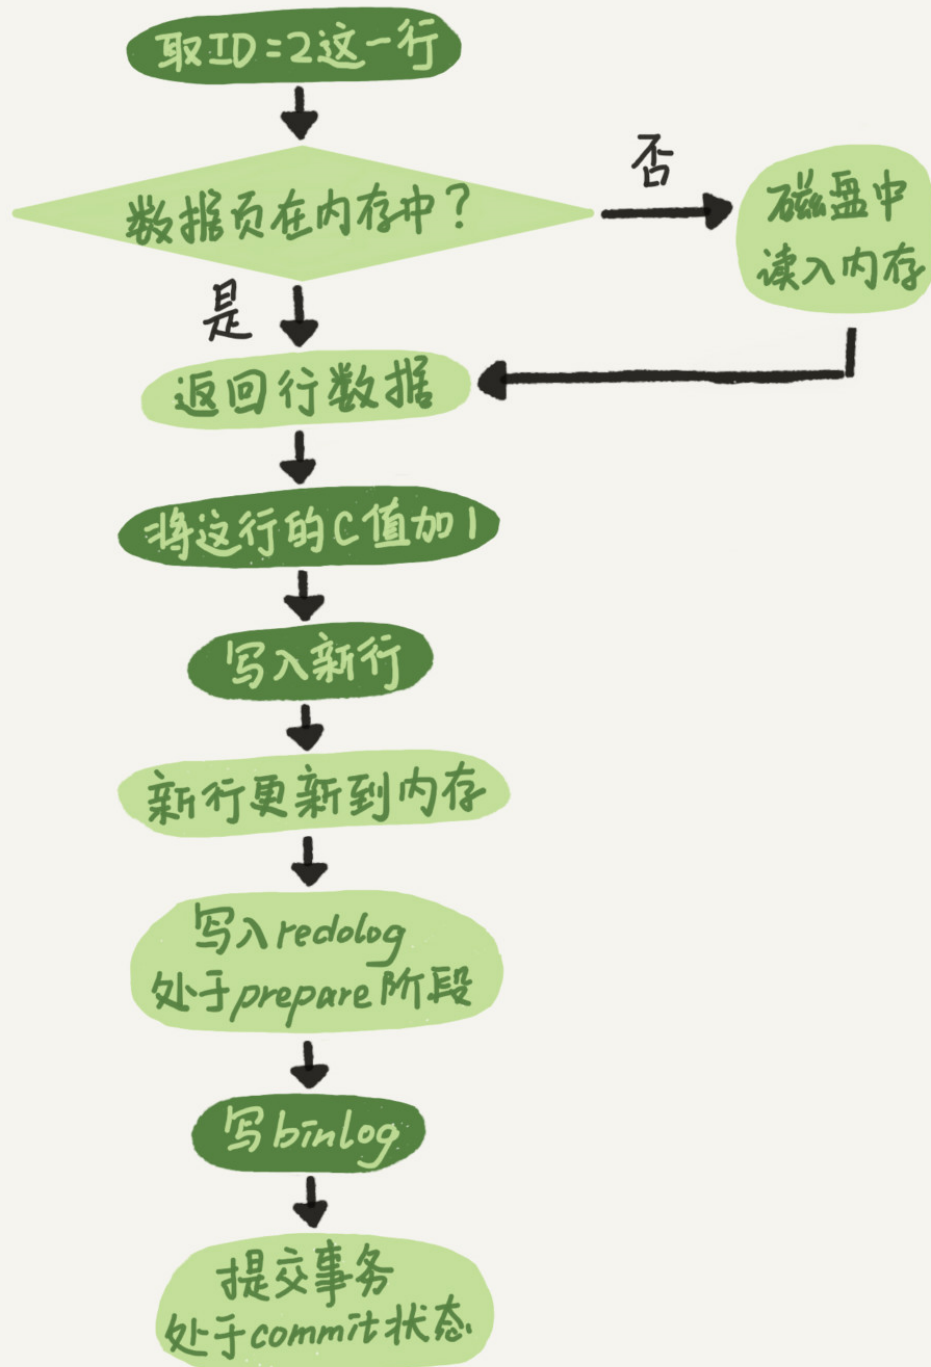 取ID=2这一行
数据页在内存中?
否
磁盘中
读入内存
是
返回行数据
将这行的C值加1
写入新行
新行更新到内存
写入redolog
处于prepare阶段
写binlog
提交事务
处于commit状态